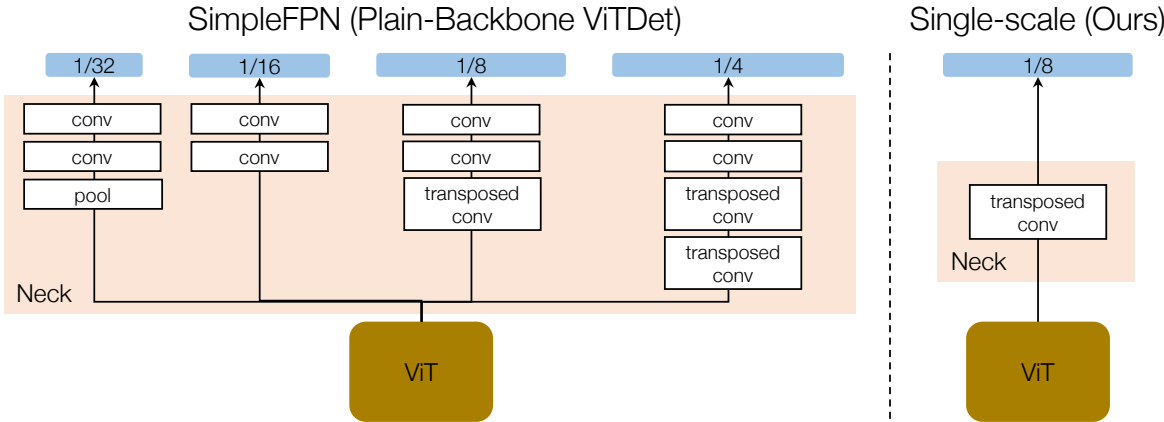 SimpleFPN (Plain-Backbone ViTDet)
Single-scale (Ours)
1/32
1/16
1/8
1/4
1/8
conv
conv
conv
conv
conv
conv
conv
conv
pool
transposed
conv
transposed
conv
transposed
conv
transposed
conv
Neck
Neck
ViT
ViT